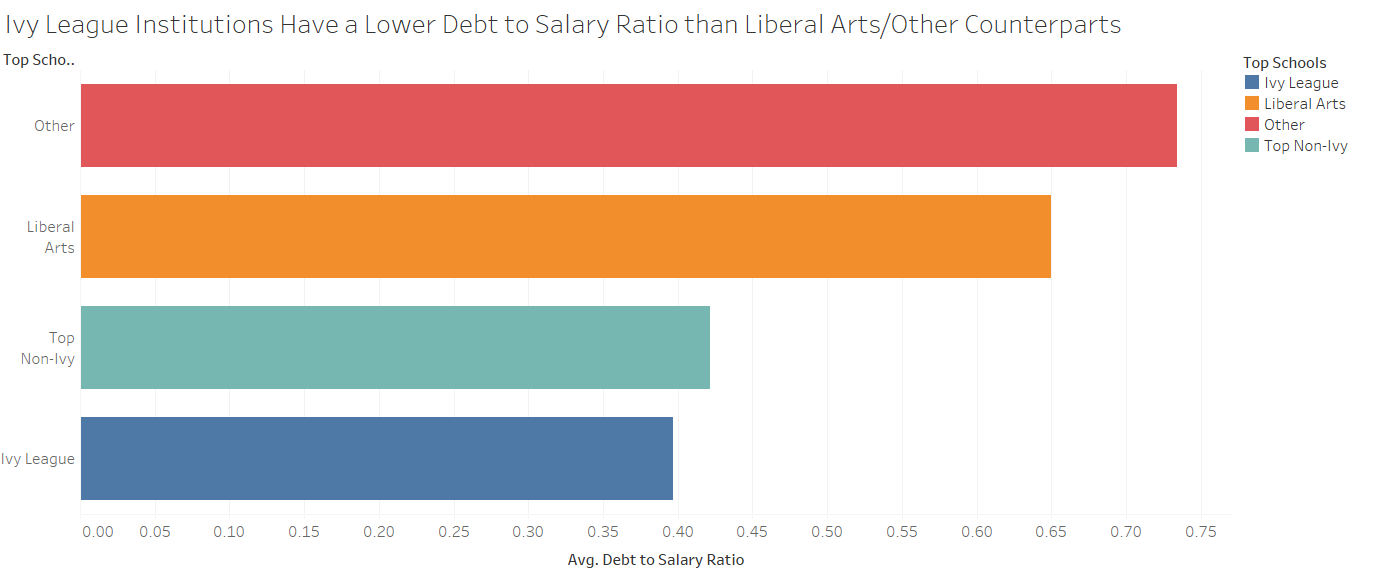 Ivy League Institutions Have a Lower Debt to Salary Ratio than Liberal Arts/Other Counterparts
Top Scho..
Other
Liberal
Arts
Top
Non-Ivy
Ivy League
0.00 0.05 0.10 0.15 0.20 0.25 0.30 0.35 0.40 0.45 0.50 0.55 0.60 0.65 0.70 0.75
Avg. Debt to Salary Ratio
Top Schools
Ivy League
Liberal Arts
Other
Top Non-Ivy